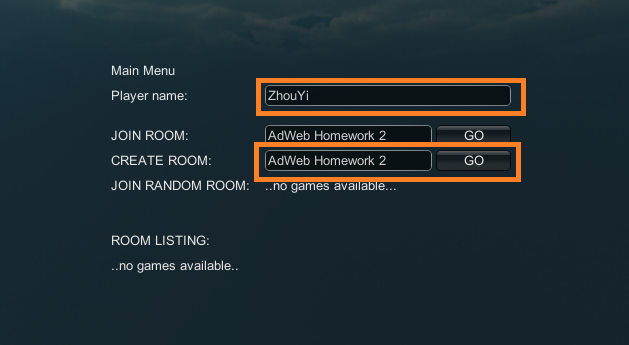 Main Menu
Player name: ZhouYi
JOIN ROOM: AdWeb Homework 2 GO
CREATE ROOM: AdWeb Homework 2 GO
JOIN RANDOM ROOM: ..no games available...
ROOM LISTING:
..no games available..